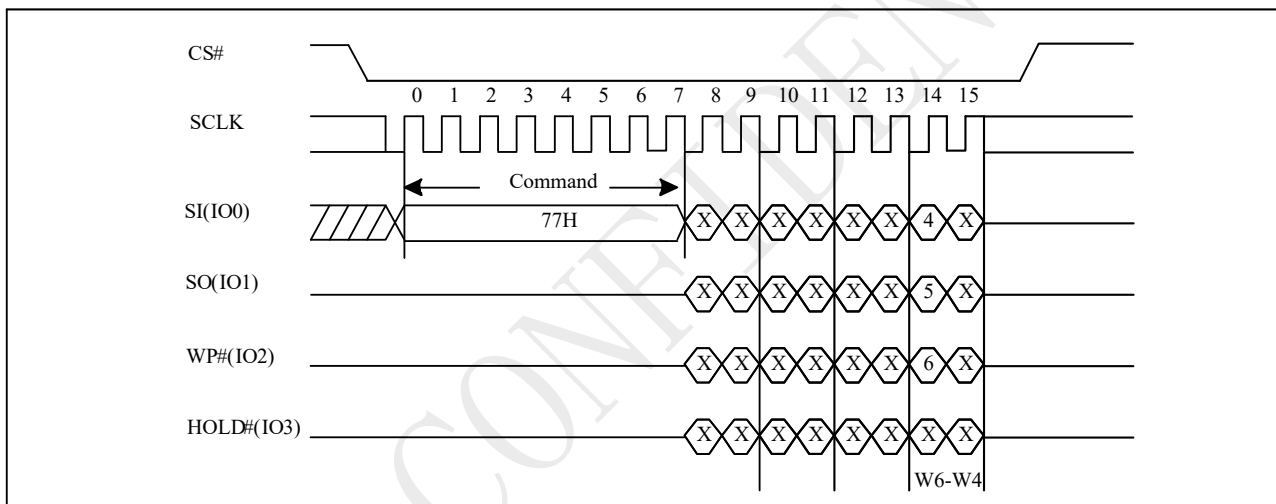 CS#
0 1 2 3 4 5 6 7 8 9 10 11 12 13 14 15
SCLK
Command
SI(IO0) 77H X X X X X X 4 X
SO(IO1) X X X X X X 5 X
WP#(IO2) X X X X X X 6 X
HOLD#(IO3) X X X X X X X X
W6-W4
CONFIDEN